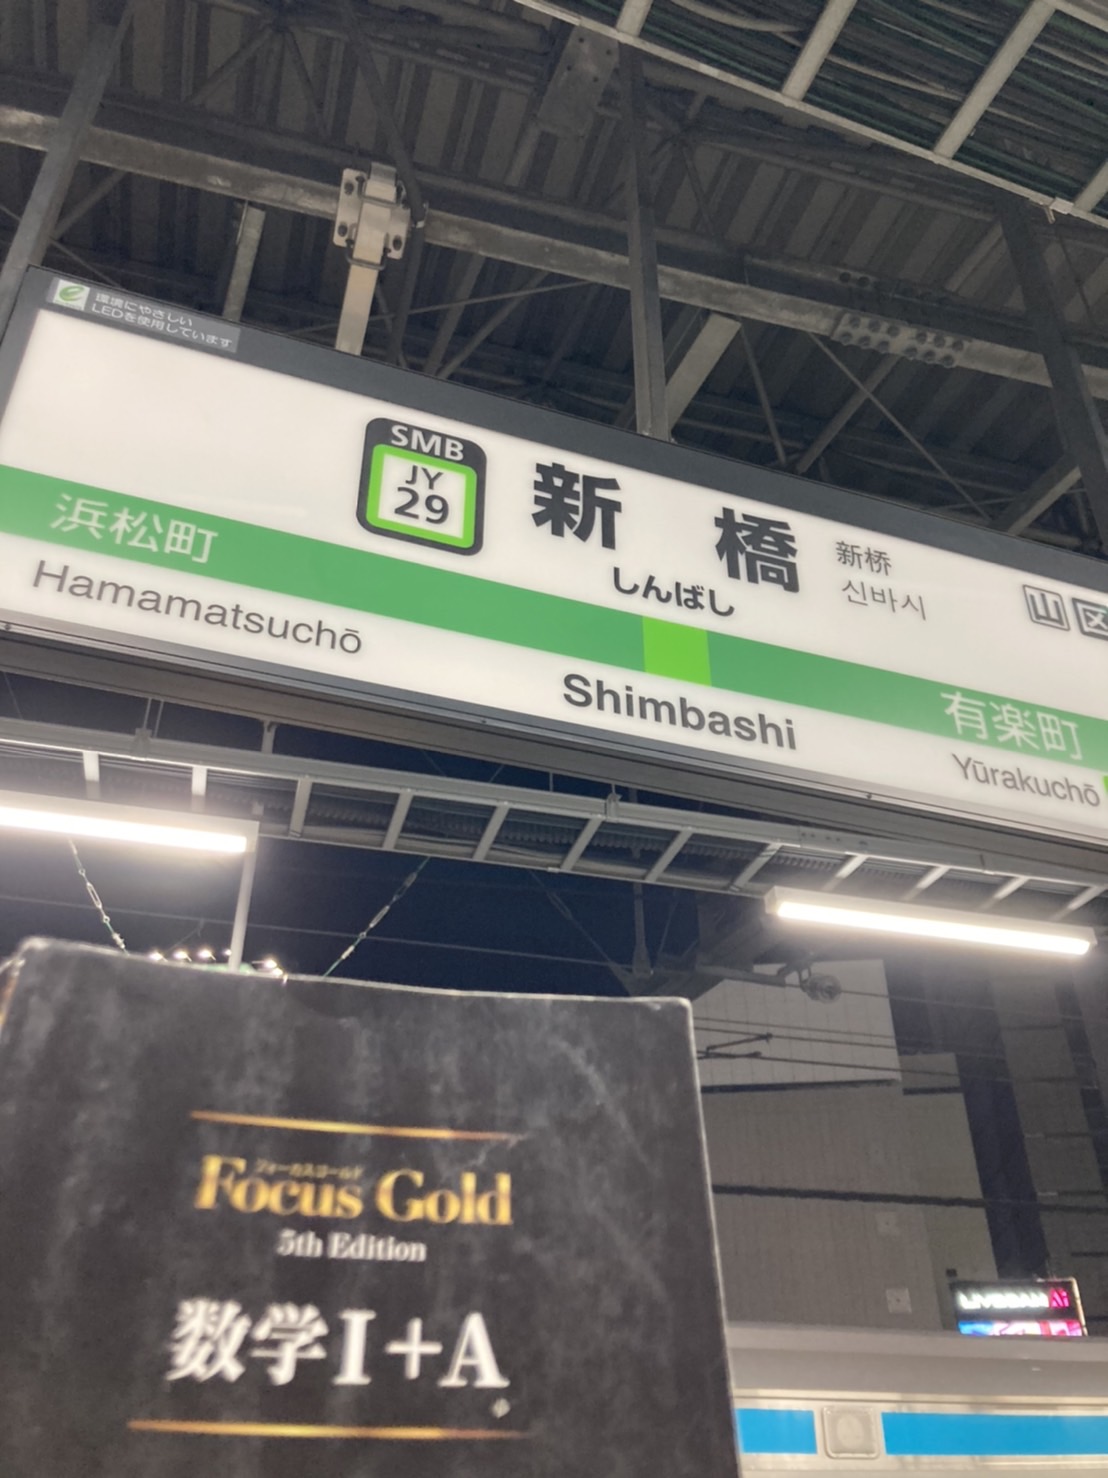 環境にやさしい
LEDを使用しています
SMB
JY
29
新橋
しんばし
新桥
신바시
山区
浜松町
Hamamatsuchō
Shimbashi
有楽町
Yūrakuchō
フォーカスゴールド
Focus Gold
5th Edition
数学I+A